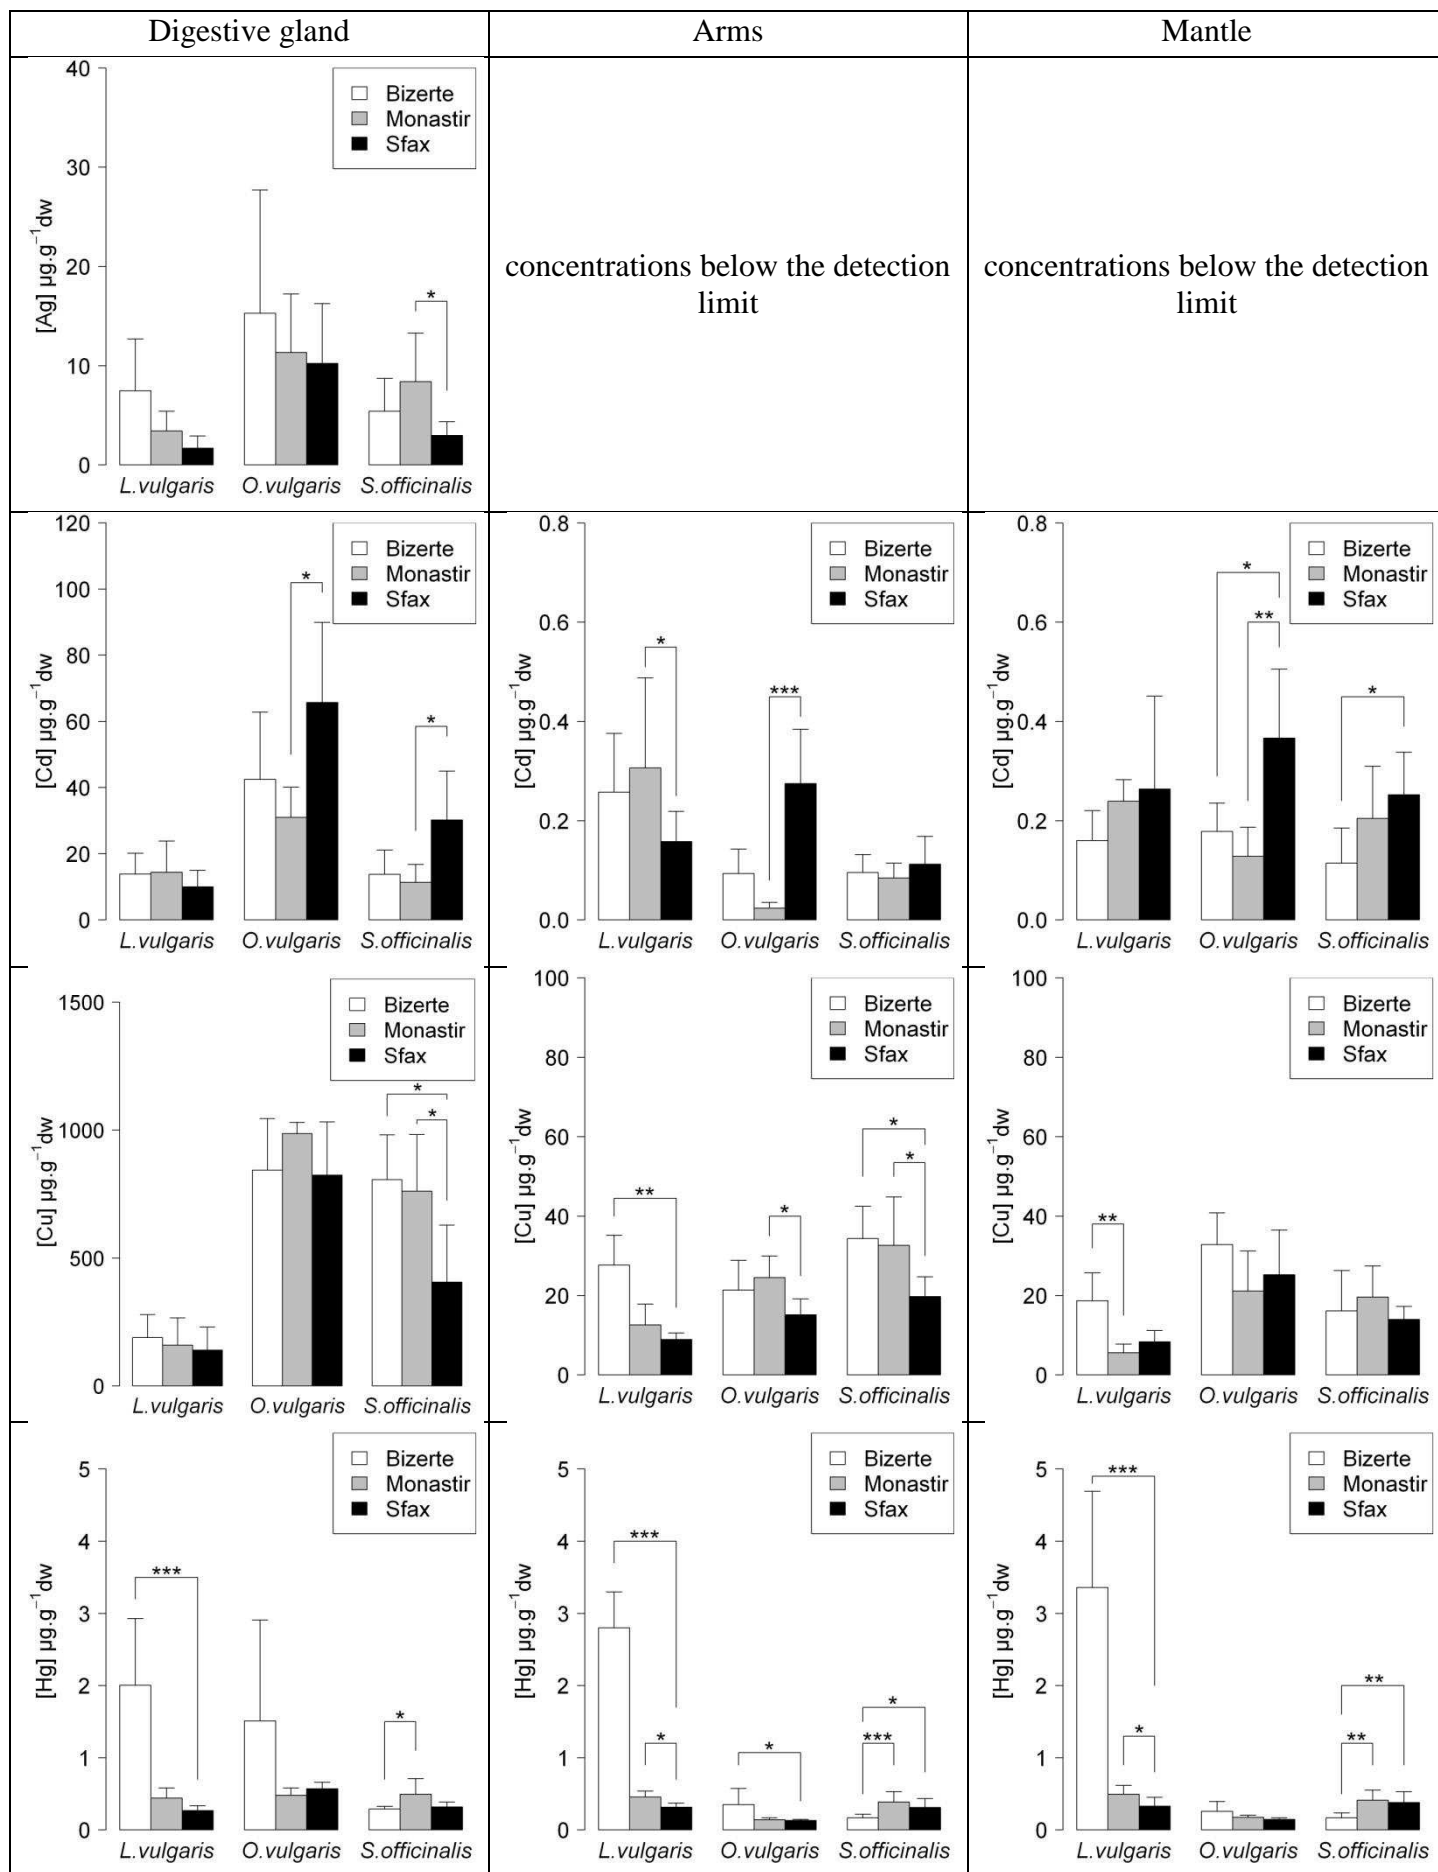 Digestive gland
Arms
Mantle
40
30
20
10
0
[Ag] µg.g⁻¹dw
Bizerte
Monastir
Sfax
*
L.vulgaris O.vulgaris S.officinalis
concentrations below the detection
limit
concentrations below the detection
limit
120
100
80
60
40
20
0
[Cd] µg.g⁻¹dw
Bizerte
Monastir
Sfax
*
*
L.vulgaris O.vulgaris S.officinalis
0.8
0.6
0.4
0.2
0.0
[Cd] µg.g⁻¹dw
Bizerte
Monastir
Sfax
*
***
L.vulgaris O.vulgaris S.officinalis
0.8
0.6
0.4
0.2
0.0
[Cd] µg.g⁻¹dw
Bizerte
Monastir
Sfax
*
**
*
L.vulgaris O.vulgaris S.officinalis
1500
1000
500
0
[Cu] µg.g⁻¹dw
Bizerte
Monastir
Sfax
*
*
L.vulgaris O.vulgaris S.officinalis
100
80
60
40
20
0
[Cu] µg.g⁻¹dw
Bizerte
Monastir
Sfax
**
*
*
*
L.vulgaris O.vulgaris S.officinalis
100
80
60
40
20
0
[Cu] µg.g⁻¹dw
Bizerte
Monastir
Sfax
**
L.vulgaris O.vulgaris S.officinalis
5
4
3
2
1
0
[Hg] µg.g⁻¹dw
Bizerte
Monastir
Sfax
***
*
L.vulgaris O.vulgaris S.officinalis
5
4
3
2
1
0
[Hg] µg.g⁻¹dw
Bizerte
Monastir
Sfax
***
*
*
*
***
L.vulgaris O.vulgaris S.officinalis
5
4
3
2
1
0
[Hg] µg.g⁻¹dw
Bizerte
Monastir
Sfax
***
*
**
**
L.vulgaris O.vulgaris S.officinalis